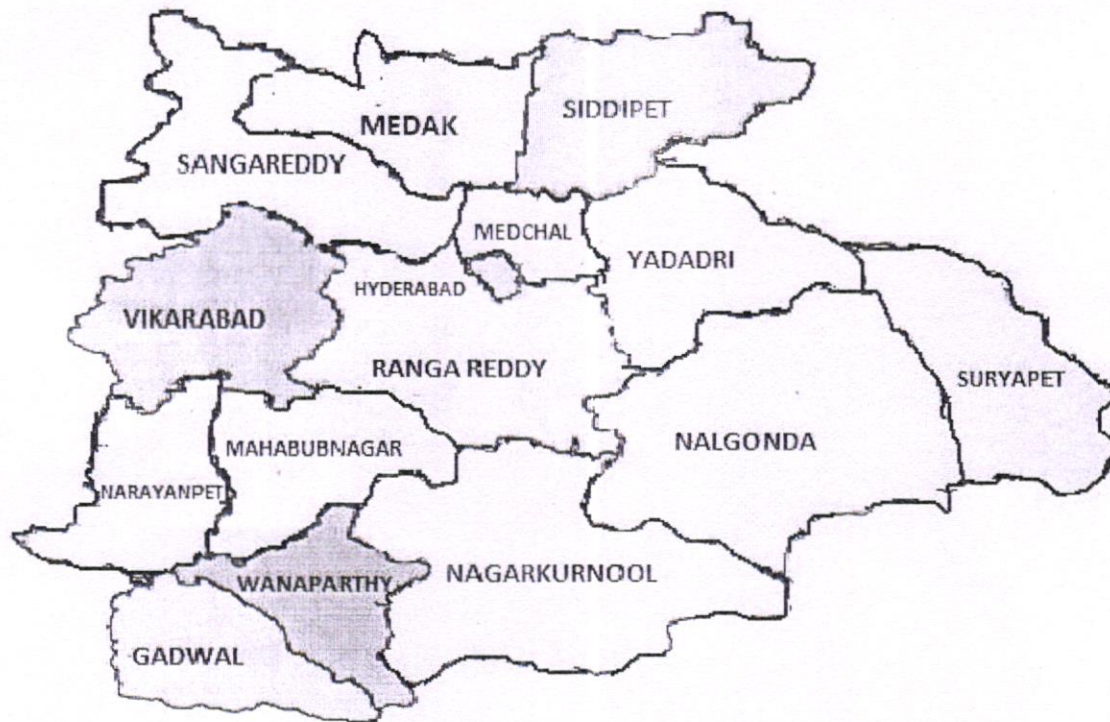 SIDDIPET
MEDAK
SANGAREDDY
MEDCHAL
YADADRI
HYDERABAD
VIKARABAD
RANGA REDDY
SURYAPET
NALGONDA
MAHABUBNAGAR
NARAYANPET
NAGARKURNOOL
WANAPARTHY
GADWAL